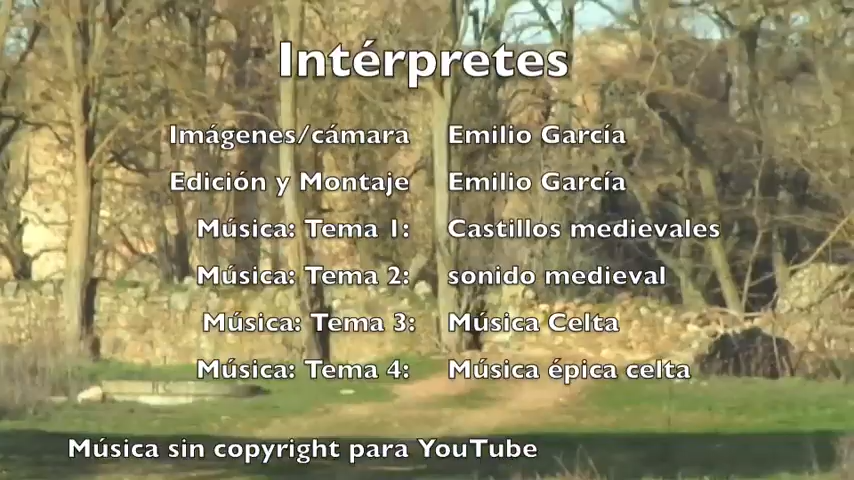 Intérpretes
Imágenes/cámara Emilio García
Edición y Montaje Emilio García
Música: Tema 1: Castillos medievales
Música: Tema 2: sonido medieval
Música: Tema 3: Música Celta
Música: Tema 4: Música épica celta
Música sin copyright para YouTube